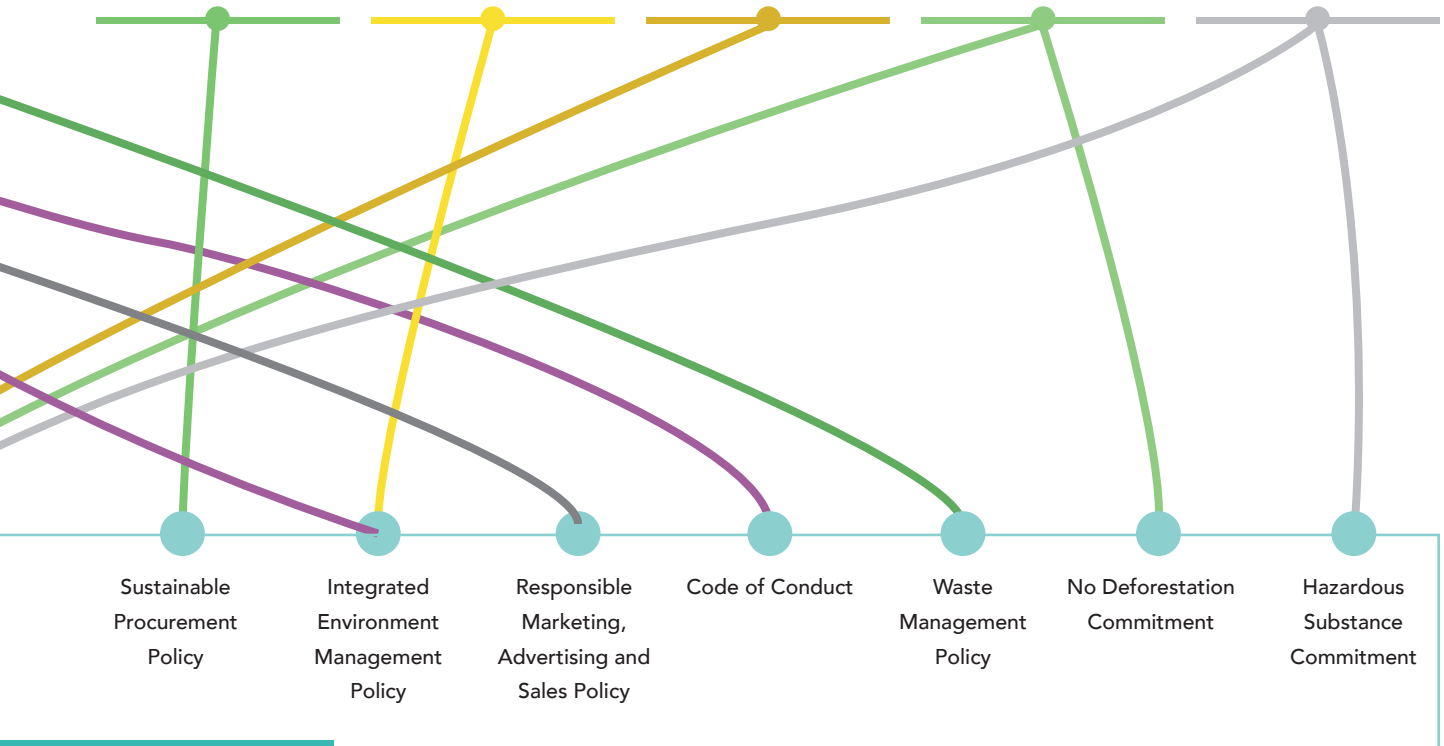 Sustainable
Procurement
Policy
Integrated
Environment
Management
Policy
Responsible
Marketing,
Advertising and
Sales Policy
Code of Conduct
Waste
Management
Policy
No Deforestation
Commitment
Hazardous
Substance
Commitment